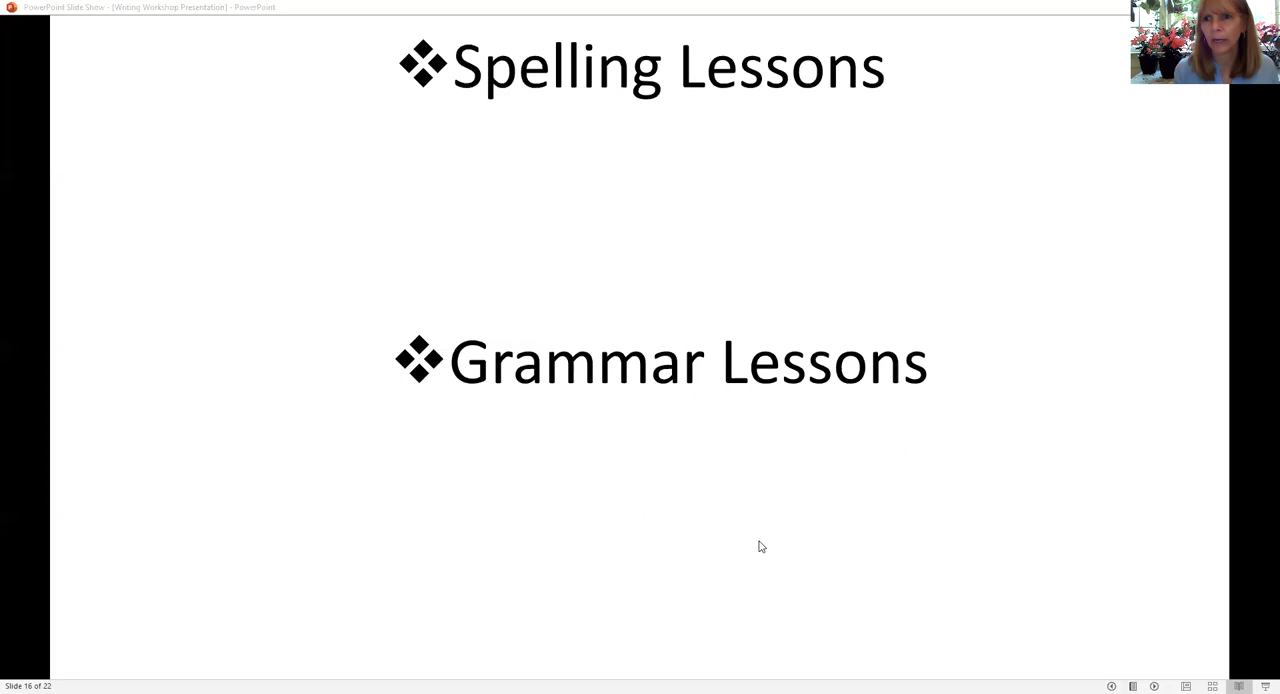 PowerPoint Slide Show - [Writing Workshop Presentation] - PowerPoint
❖Spelling Lessons
❖Grammar Lessons
Slide 16 of 22